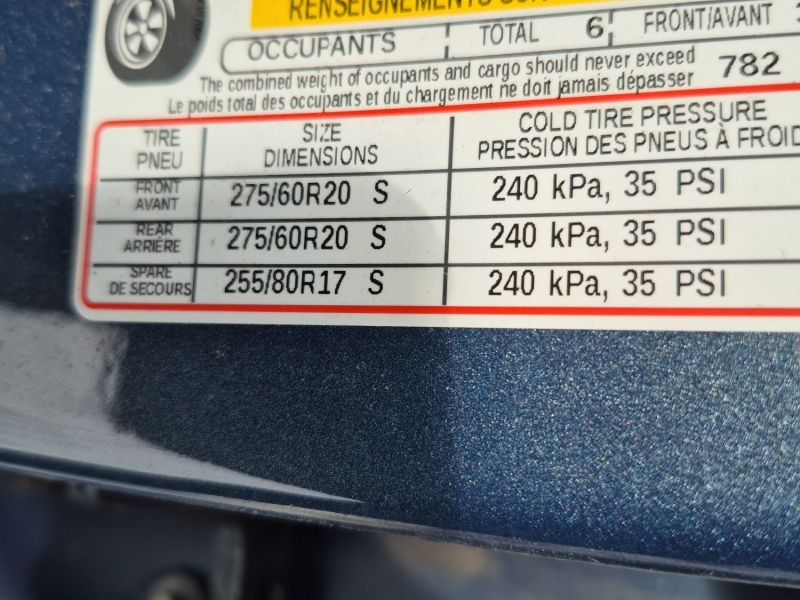 RENSEIGNEMENTS SUR
OCCUPANTS TOTAL 6 FRONT/AVANT
The combined weight of occupants and cargo should never exceed 782
Le poids total des occupants et du chargement ne doit jamais dépasser
TIRE SIZE COLD TIRE PRESSURE
PNEU DIMENSIONS PRESSION DES PNEUS À FROID
FRONT
AVANT 275/60R20 S 240 kPa, 35 PSI
REAR
ARRIÈRE 275/60R20 S 240 kPa, 35 PSI
SPARE
DE SECOURS 255/80R17 S 240 kPa, 35 PSI